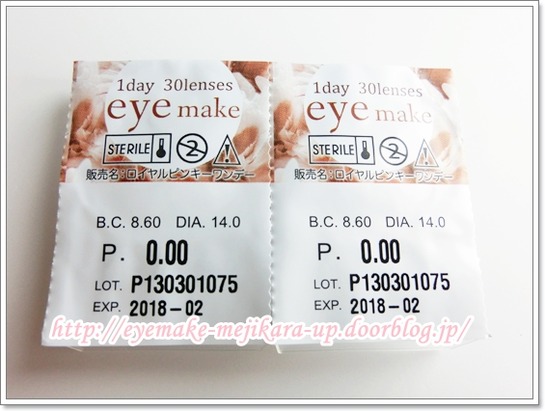 1day 30lenses
eye make
STERILE
販売名：ロイヤルピンキーワンデー
B.C. 8.60 DIA. 14.0
P. 0.00
LOT. P130301075
EXP. 2018-02
1day 30lenses
eye make
STERILE
販売名：ロイヤルピンキーワンデー
B.C. 8.60 DIA. 14.0
P. 0.00
LOT. P130301075
EXP. 2018-02
http://eyemake-mejikara-up.doorblog.jp/